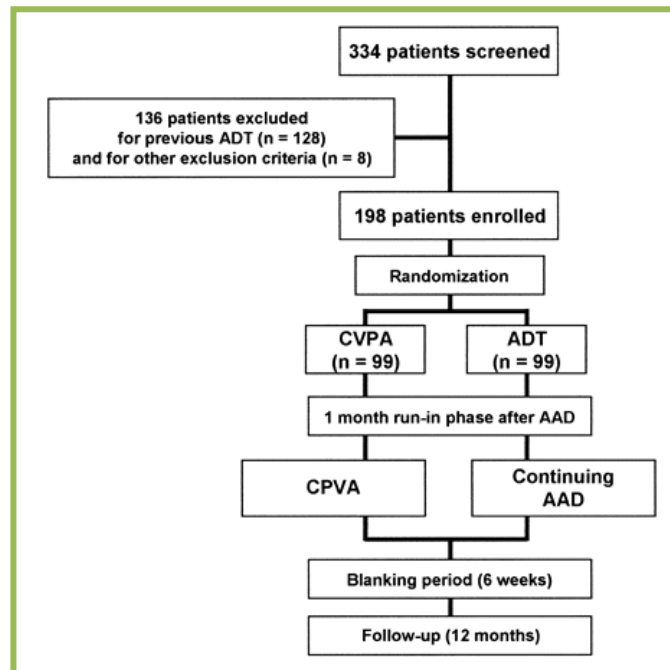 334 patients screened
136 patients excluded
for previous ADT (n = 128)
and for other exclusion criteria (n = 8)
198 patients enrolled
Randomization
CVPA
(n = 99)
ADT
(n = 99)
1 month run-in phase after AAD
CPVA
Continuing
AAD
Blanking period (6 weeks)
Follow-up (12 months)